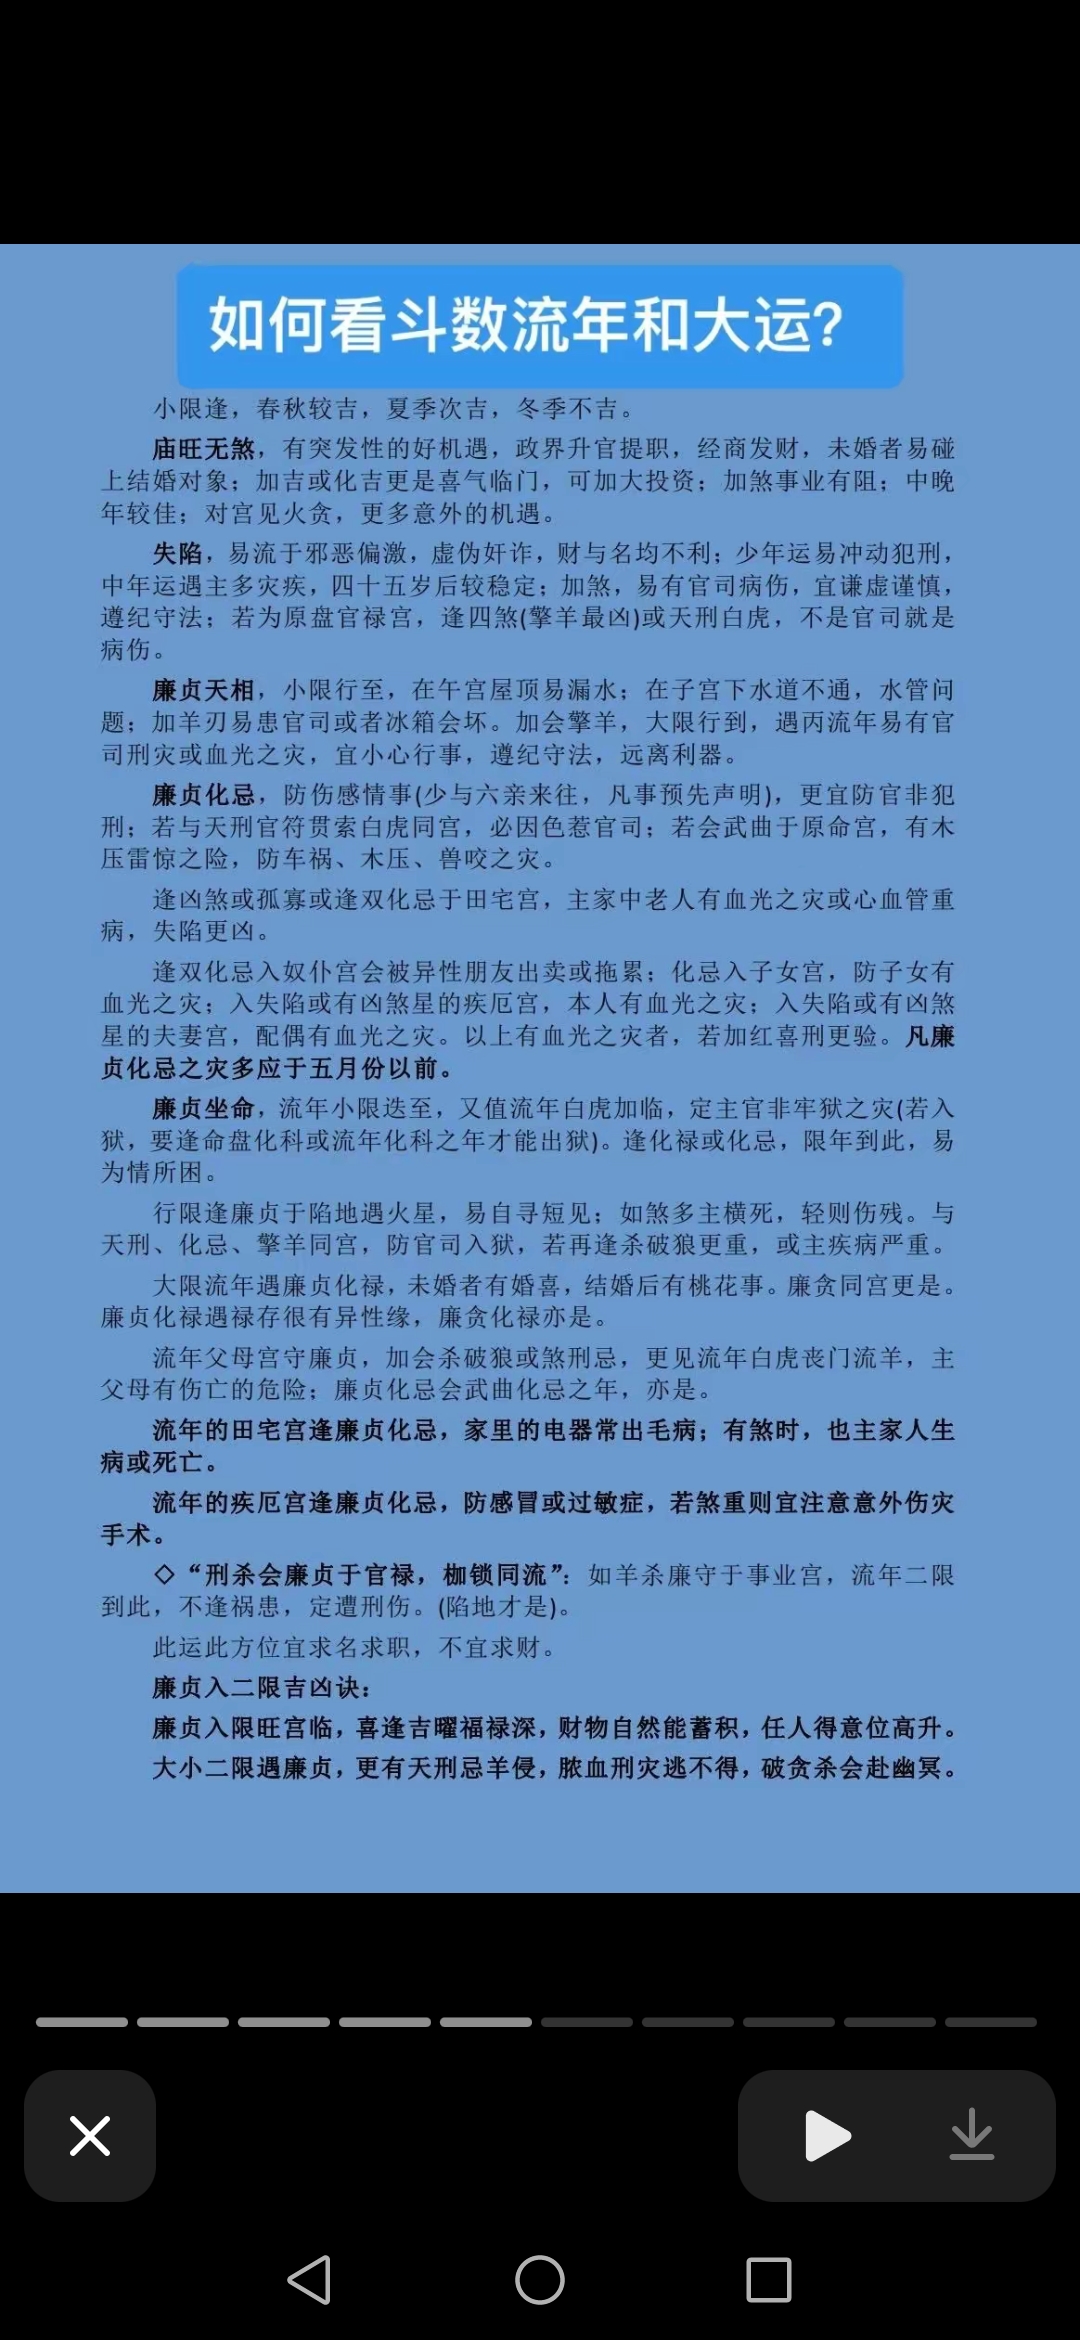 如何看斗数流年和大运?
小限逢，春秋较吉，夏季次吉，冬季不吉。
庙旺无煞，有突发性的好机遇，政界升官提职，经商发财，未婚者易碰
上结婚对象；加吉或化吉更是喜气临门，可加大投资；加煞事业有阻；中晚
年较佳；对宫见火贪，更多意外的机遇。
失陷，易流于邪恶偏激，虚伪奸诈，财与名均不利；少年运易冲动犯刑，
中年运遇主多灾疾，四十五岁后较稳定；加煞，易有官司病伤，宜谦虚谨慎，
遵纪守法；若为原盘官禄宫，逢四煞(擎羊最凶)或天刑白虎，不是官司就是
病伤。
廉贞天相，小限行至，在午宫屋顶易漏水；在子宫下水道不通，水管问
题；加羊刃易患官司或者冰箱会坏。加会擎羊，大限行到，遇丙流年易有官
司刑灾或血光之灾，宜小心行事，遵纪守法，远离利器。
廉贞化忌，防伤感情事(少与六亲来往，凡事预先声明)，更宜防官非犯
刑；若与天刑官符贯索白虎同宫，必因色惹官司；若会武曲于原命宫，有木
压雷惊之险，防车祸、木压、兽咬之灾。
逢凶煞或孤寡或逢双化忌于田宅宫，主家中老人有血光之灾或心血管重
病，失陷更凶。
逢双化忌入奴仆宫会被异性朋友出卖或拖累；化忌入子女宫，防子女有
血光之灾；入失陷或有凶煞星的疾厄宫，本人有血光之灾；入失陷或有凶煞
星的夫妻宫，配偶有血光之灾。以上有血光之灾者，若加红喜刑更验。凡廉
贞化忌之灾多应于五月份以前。
廉贞坐命，流年小限迭至，又值流年白虎加临，定主官非牢狱之灾(若入
狱，要逢命盘化科或流年化科之年才能出狱)。逢化禄或化忌，限年到此，易
为情所困。
行限逢廉贞于陷地遇火星，易自寻短见；如煞多主横死，轻则伤残。与
天刑、化忌、擎羊同宫，防官司入狱，若再逢杀破狼更重，或主疾病严重。
大限流年遇廉贞化禄，未婚者有婚喜，结婚后有桃花事。廉贪同宫更是。
廉贞化禄遇禄存很有异性缘，廉贪化禄亦是。
流年父母宫守廉贞，加会杀破狼或煞刑忌，更见流年白虎丧门流羊，主
父母有伤亡的危险；廉贞化忌会武曲化忌之年，亦是。
流年的田宅宫逢廉贞化忌，家里的电器常出毛病；有煞时，也主家人生
病或死亡。
流年的疾厄宫逢廉贞化忌，防感冒或过敏症，若煞重则宜注意意外伤灾
手术。
◇“刑杀会廉贞于官禄，枷锁同流”：如羊杀廉守于事业宫，流年二限
到此，不逢祸患，定遭刑伤。(陷地才是)。
此运此方位宜求名求职，不宜求财。
廉贞入二限吉凶诀：
廉贞入限旺宫临，喜逢吉曜福禄深，财物自然能蓄积，任人得意位高升。
大小二限遇廉贞，更有天刑忌羊侵，脓血刑灾逃不得，破贪杀会赴幽冥。